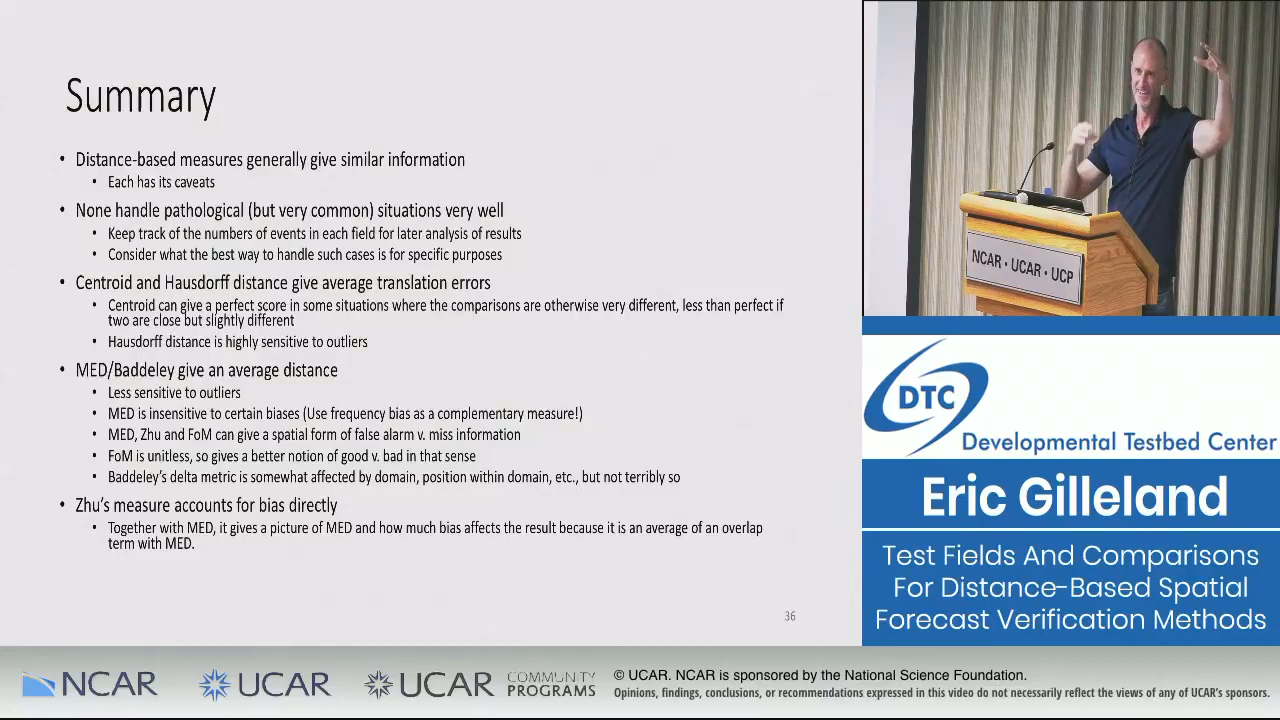 Summary
• Distance-based measures generally give similar information
• Each has its caveats
• None handle pathological (but very common) situations very well
• Keep track of the numbers of events in each field for later analysis of results
• Consider what the best way to handle such cases is for specific purposes
• Centroid and Hausdorff distance give average translation errors
• Centroid can give a perfect score in some situations where the comparisons are otherwise very different, less than perfect if
two are close but slightly different
• Hausdorff distance is highly sensitive to outliers
• MED/Baddeley give an average distance
• Less sensitive to outliers
• MED is insensitive to certain biases (Use frequency bias as a complementary measure!)
• MED, Zhu and FoM can give a spatial form of false alarm v. miss information
• FoM is unitless, so gives a better notion of good v. bad in that sense
• Baddeley's delta metric is somewhat affected by domain, position within domain, etc., but not terribly so
• Zhu's measure accounts for bias directly
• Together with MED, it gives a picture of MED and how much bias affects the result because it is an average of an overlap
term with MED.
36
NCAR • UCAR • UCP
DTC
Developmental Testbed Center
Eric Gilleland
Test Fields And Comparisons
For Distance-Based Spatial
Forecast Verification Methods
NCAR
UCAR
UCAR
COMMUNITY
PROGRAMS
© UCAR. NCAR is sponsored by the National Science Foundation.
Opinions, findings, conclusions, or recommendations expressed in this video do not necessarily reflect the views of any of UCAR's sponsors.